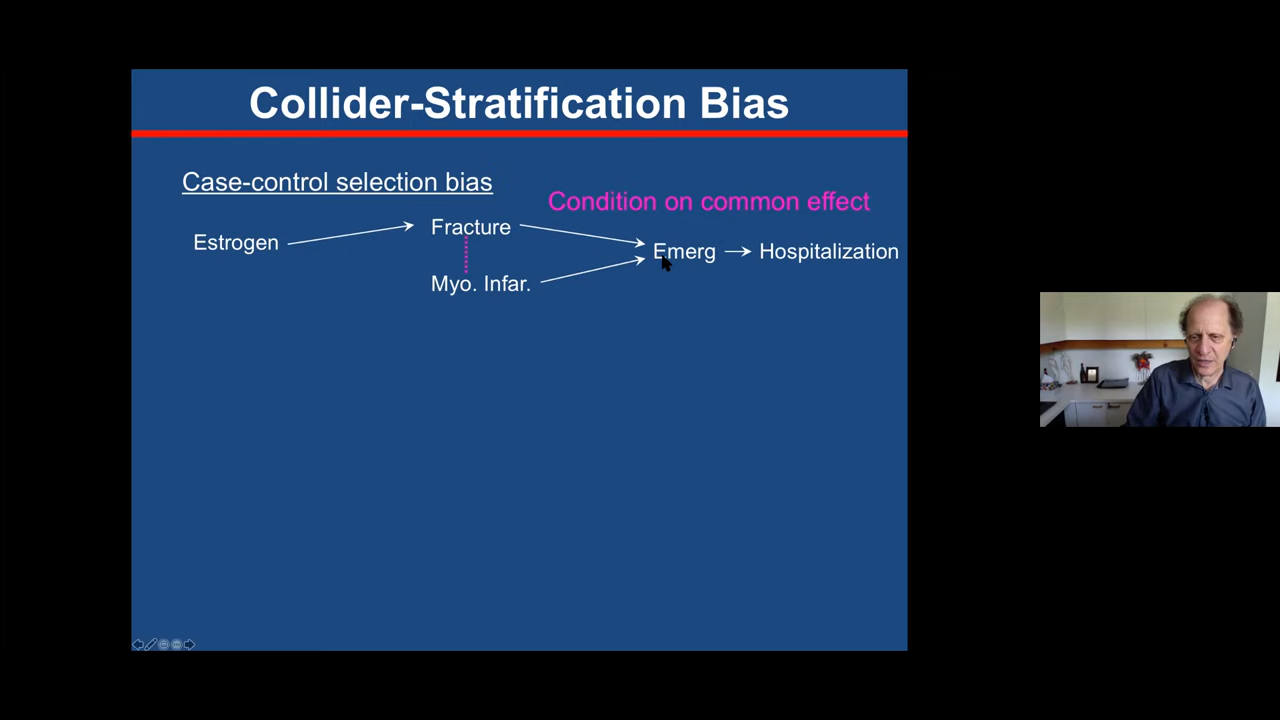 Collider-Stratification Bias
Case-control selection bias
Condition on common effect
Estrogen
Fracture
Emerg
Hospitalization
Myo. Infar.